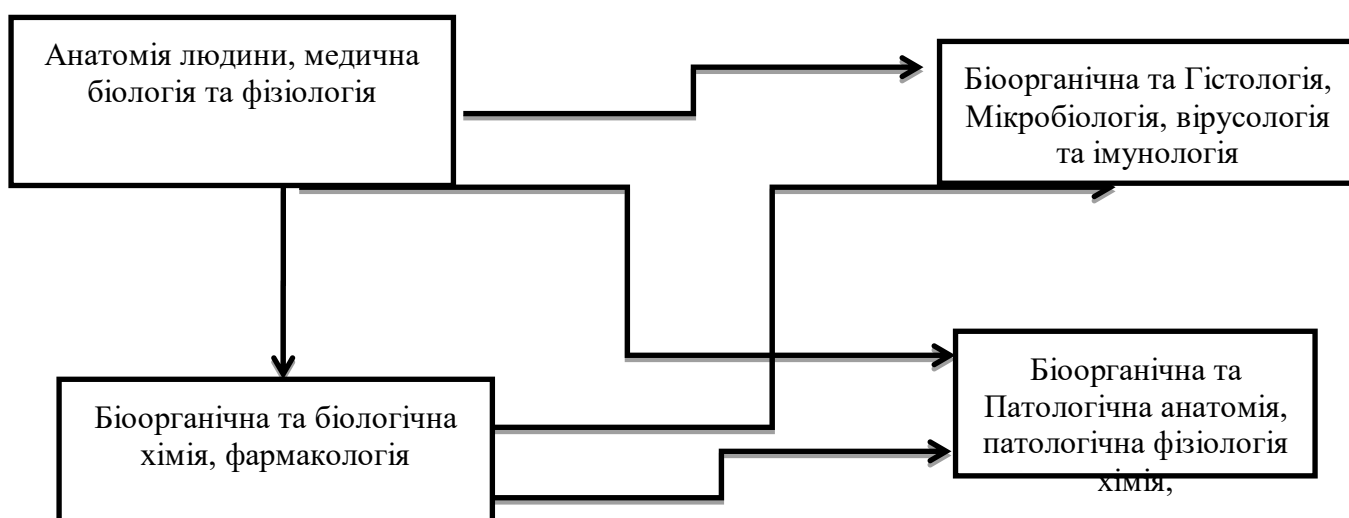 Анатомія людини, медична
біологія та фізіологія
Біоорганічна та Гістологія,
Мікробіологія, вірусологія
та імунологія
Біоорганічна та біологічна
хімія, фармакологія
Біоорганічна та
Патологічна анатомія,
патологічна фізіологія
хімія,